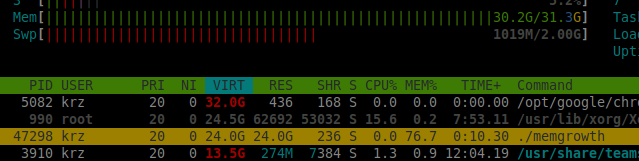 3 [ 5.2%] 7
Mem[ 30.2G/31.3G] Tas
Swp[ 1019M/2.00G] Loa
Upt
PID USER PRI NI VIRT RES SHR S CPU% MEM% TIME+ Command
5082 krz 20 0 32.0G 436 168 S 0.0 0.0 0:00.00 /opt/google/chr
990 root 20 0 24.5G 62692 53032 S 15.6 0.2 7:53.11 /usr/lib/xorg/X
47298 krz 20 0 24.0G 24.0G 236 S 0.0 76.7 0:10.30 ./memgrowth
3910 krz 20 0 13.5G 274M 7384 S 1.3 0.9 12:04.19 /usr/share/team